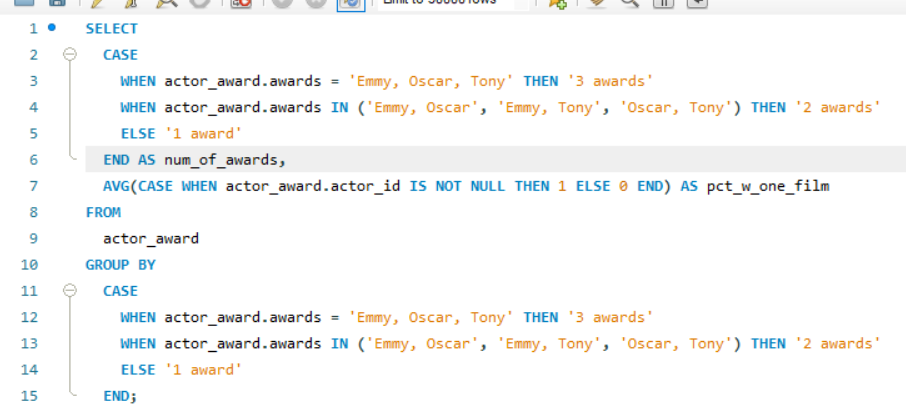 1 SELECT
2 CASE
3 WHEN actor_award.awards = 'Emmy, Oscar, Tony' THEN '3 awards'
4 WHEN actor_award.awards IN ('Emmy, Oscar', 'Emmy, Tony', 'Oscar, Tony') THEN '2 awards'
5 ELSE '1 award'
6 END AS num_of_awards,
7 AVG(CASE WHEN actor_award.actor_id IS NOT NULL THEN 1 ELSE 0 END) AS pct_w_one_film
8 FROM
9 actor_award
10 GROUP BY
11 CASE
12 WHEN actor_award.awards = 'Emmy, Oscar, Tony' THEN '3 awards'
13 WHEN actor_award.awards IN ('Emmy, Oscar', 'Emmy, Tony', 'Oscar, Tony') THEN '2 awards'
14 ELSE '1 award'
15 END;